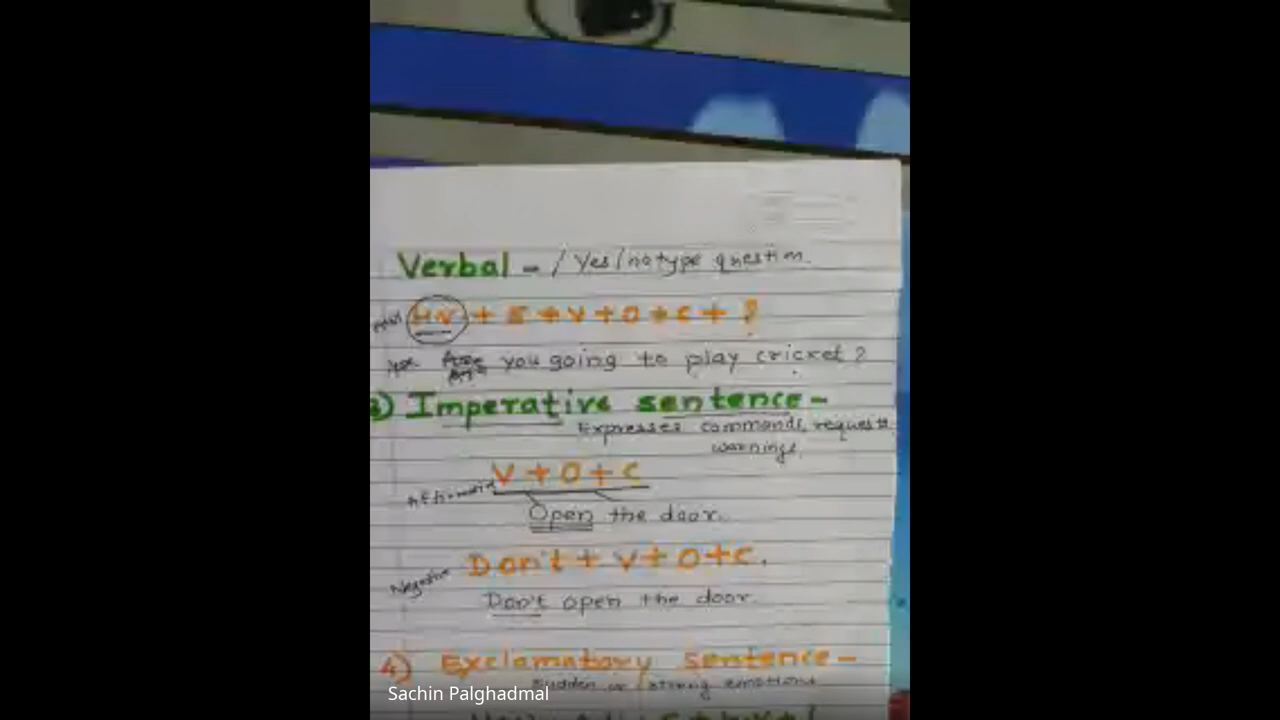 Verbal - / Yes/no type question.
HV + S + V + O + C + ?
you going to play cricket?
3) Imperative sentence -
Expresses commands, requests
warnings.
V + O + C
Open the door.
Negative Don't + V + O + C.
Don't open the door.
4) Exclamatory sentence -
sudden or strong emotions
Sachin Palghadmal